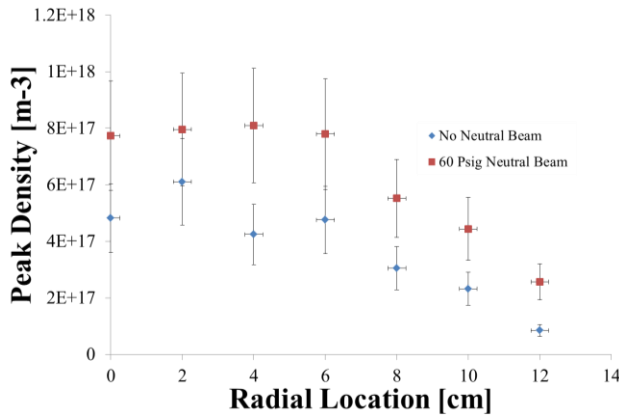 Peak Density [m-3]
1.2E+18
1E+18
8E+17
6E+17
4E+17
2E+17
0
No Neutral Beam
60 Psig Neutral Beam
0 2 4 6 8 10 12 14
Radial Location [cm]